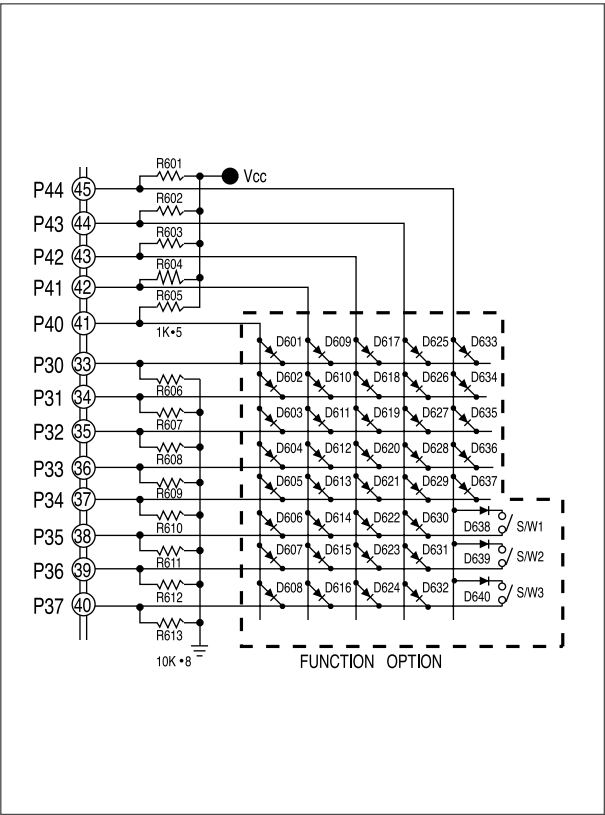 R601
Vcc
P44 45
R602
P43 44
R603
P42 43
R604
P41 42
R605
P40 41
1K•5
D601 D609 D617 D625 D633
P30 33
D602 D610 D618 D626 D634
P31 34
R606
D603 D611 D619 D627 D635
P32 35
R607
D604 D612 D620 D628 D636
P33 36
R608
D605 D613 D621 D629 D637
P34 37
R609
D606 D614 D622 D630 D638 S/W1
P35 38
R610
D607 D615 D623 D631 D639 S/W2
P36 39
R611
D608 D616 D624 D632 D640 S/W3
P37 40
R612
R613
10K•8
FUNCTION OPTION